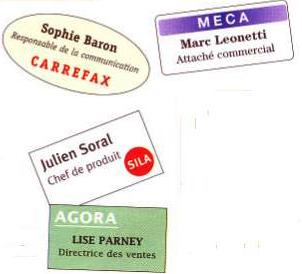 Sophie Baron
Responsable de la communication
CARREFAX
MECA
Marc Leonetti
Attaché commercial
Julien Soral
Chef de produit
SILA
AGORA
LISE PARNEY
Directrice des ventes